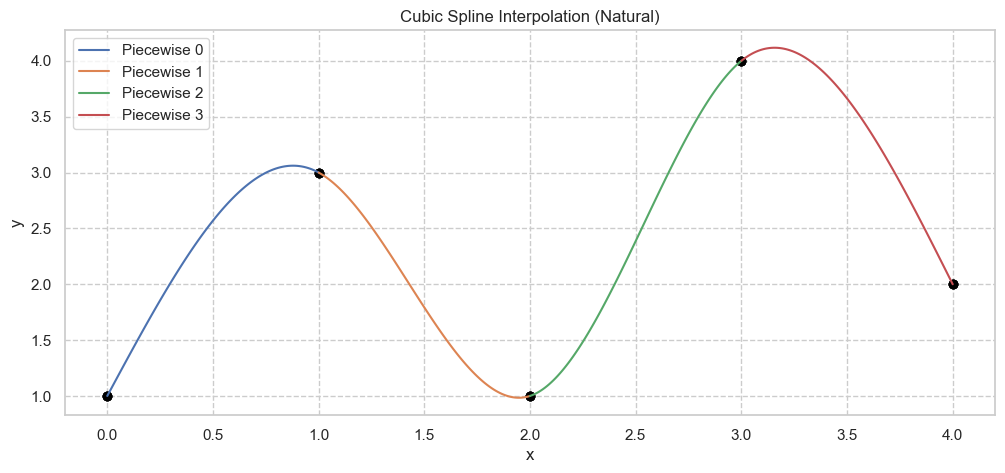 Cubic Spline Interpolation (Natural)
Piecewise 0
Piecewise 1
Piecewise 2
Piecewise 3
4.0
3.5
3.0
2.5
2.0
1.5
1.0
y
0.0 0.5 1.0 1.5 2.0 2.5 3.0 3.5 4.0
x